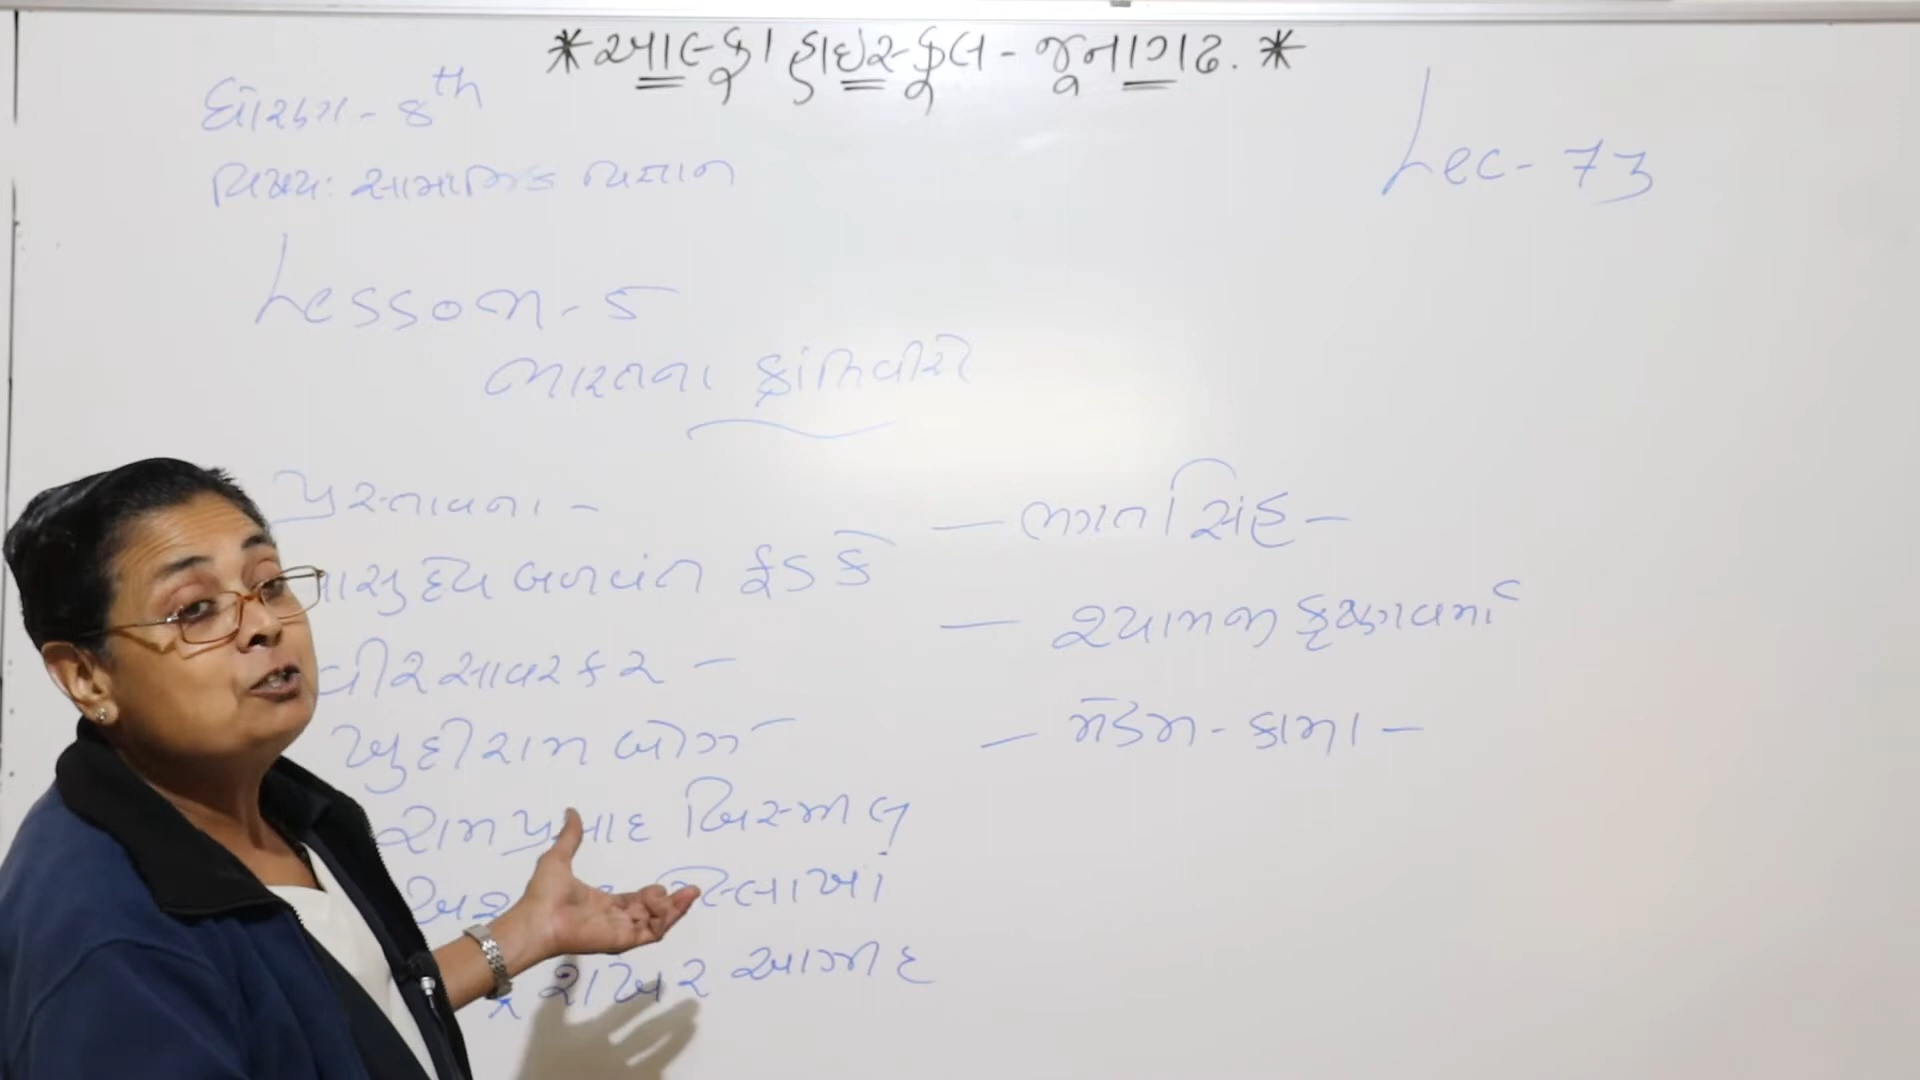 * આલ્ફા હાઇસ્કૂલ - જૂનાગઢ. *
ધોરણ - 8th
વિષય: સામાજિક વિજ્ઞાન
Lec - 73
Lesson - 5
ભારતના ક્રાંતિવીરો
પ્રસ્તાવના -
બળવંત ફડકે
વીર સાવરકર -
ખુદીરામ બોઝ
રામપ્રસાદ બિસ્માલ
શેખર આઝાદ
- ભગતસિંહ -
- શ્યામજી કૃષ્ણવર્મા
- મેડમ - કામા -